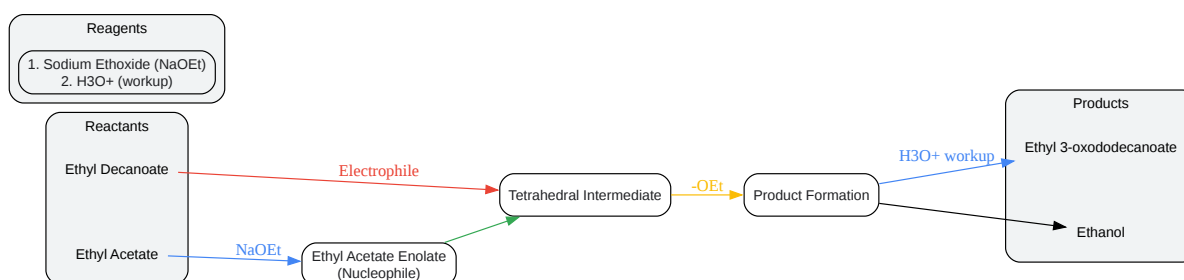 Reagents
1. Sodium Ethoxide (NaOEt)
2. H3O+ (workup)
Reactants
Ethyl Decanoate
Ethyl Acetate
Electrophile
NaOEt
Ethyl Acetate Enolate
(Nucleophile)
Tetrahedral Intermediate
-OEt
Product Formation
H3O+ workup
Products
Ethyl 3-oxododecanoate
Ethanol